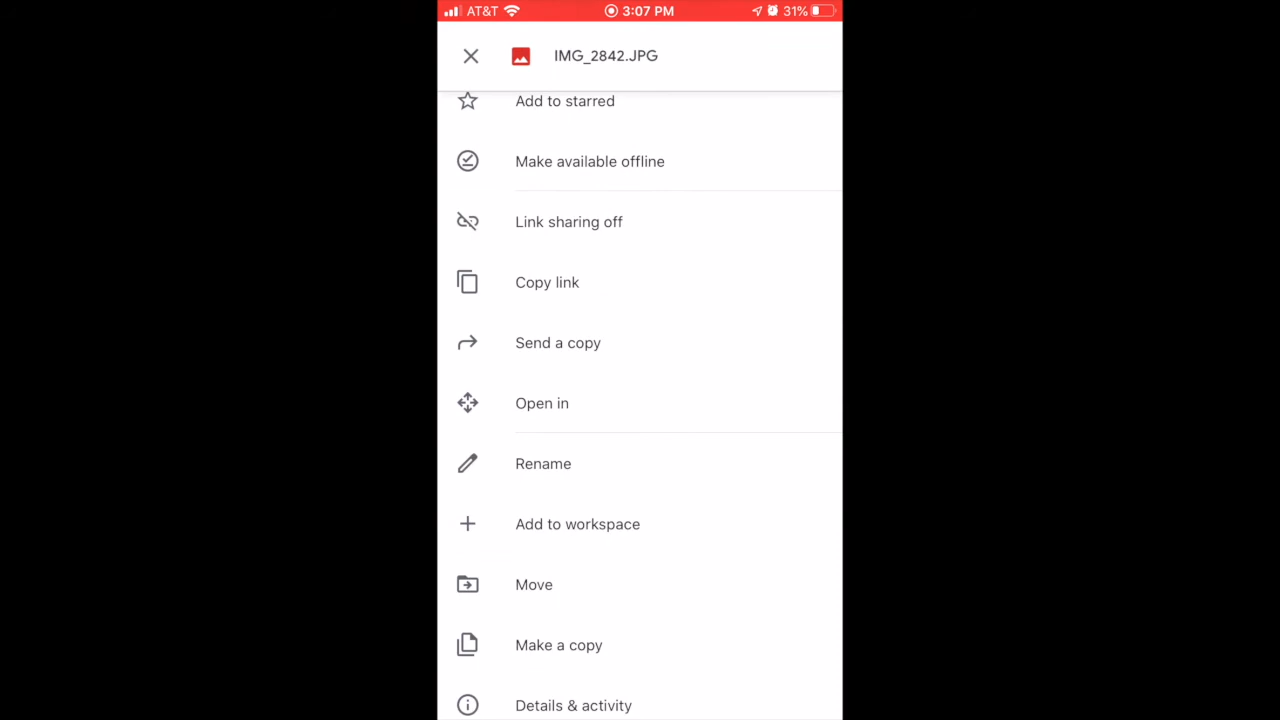 AT&T 3:07 PM 31%
IMG_2842.JPG
Add to starred
Make available offline
Link sharing off
Copy link
Send a copy
Open in
Rename
Add to workspace
Move
Make a copy
Details & activity